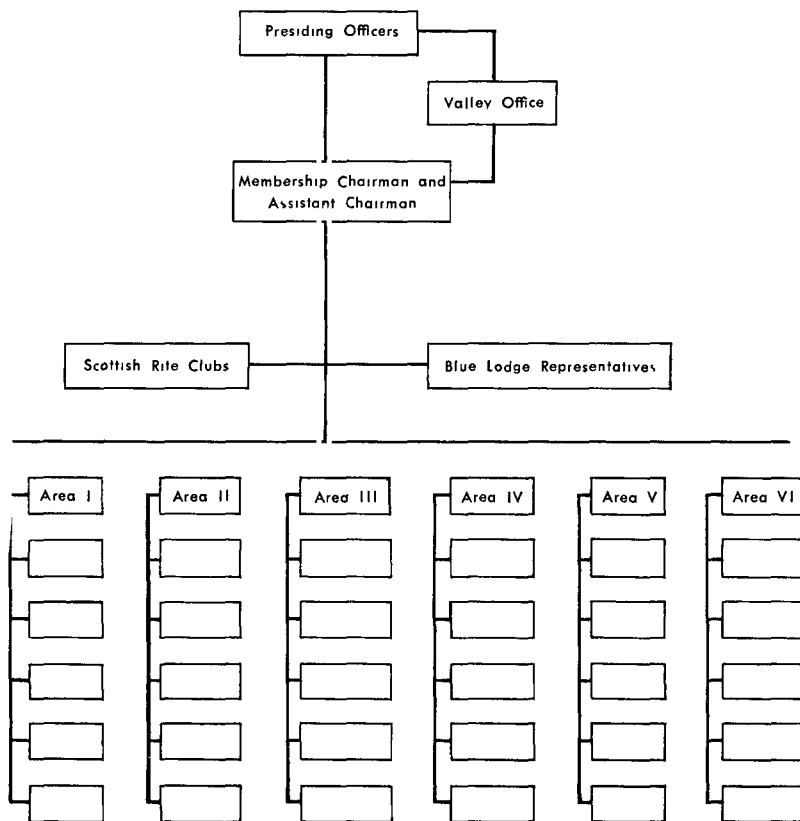 Presiding Officers
Valley Office
Membership Chairman and
Assistant Chairman
Scottish Rite Clubs
Blue Lodge Representatives
Area I
Area II
Area III
Area IV
Area V
Area VI